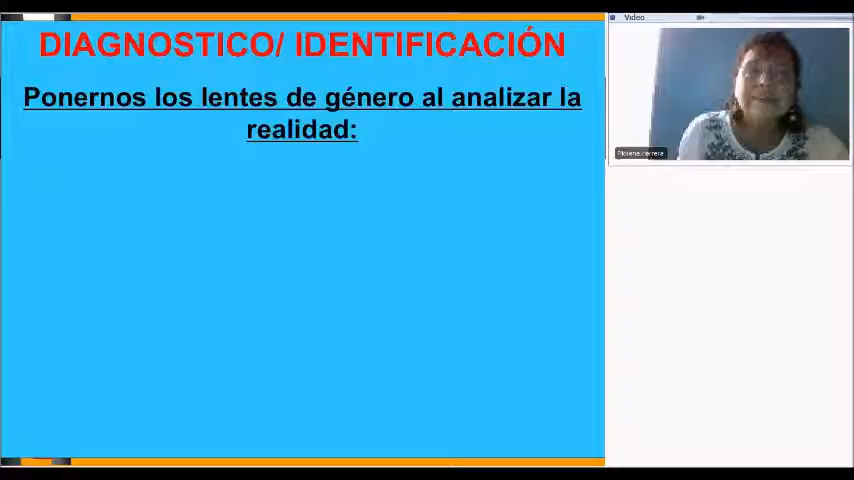 DIAGNOSTICO/ IDENTIFICACIÓN
Ponernos los lentes de género al analizar la
realidad:
Video
Morena Herrera